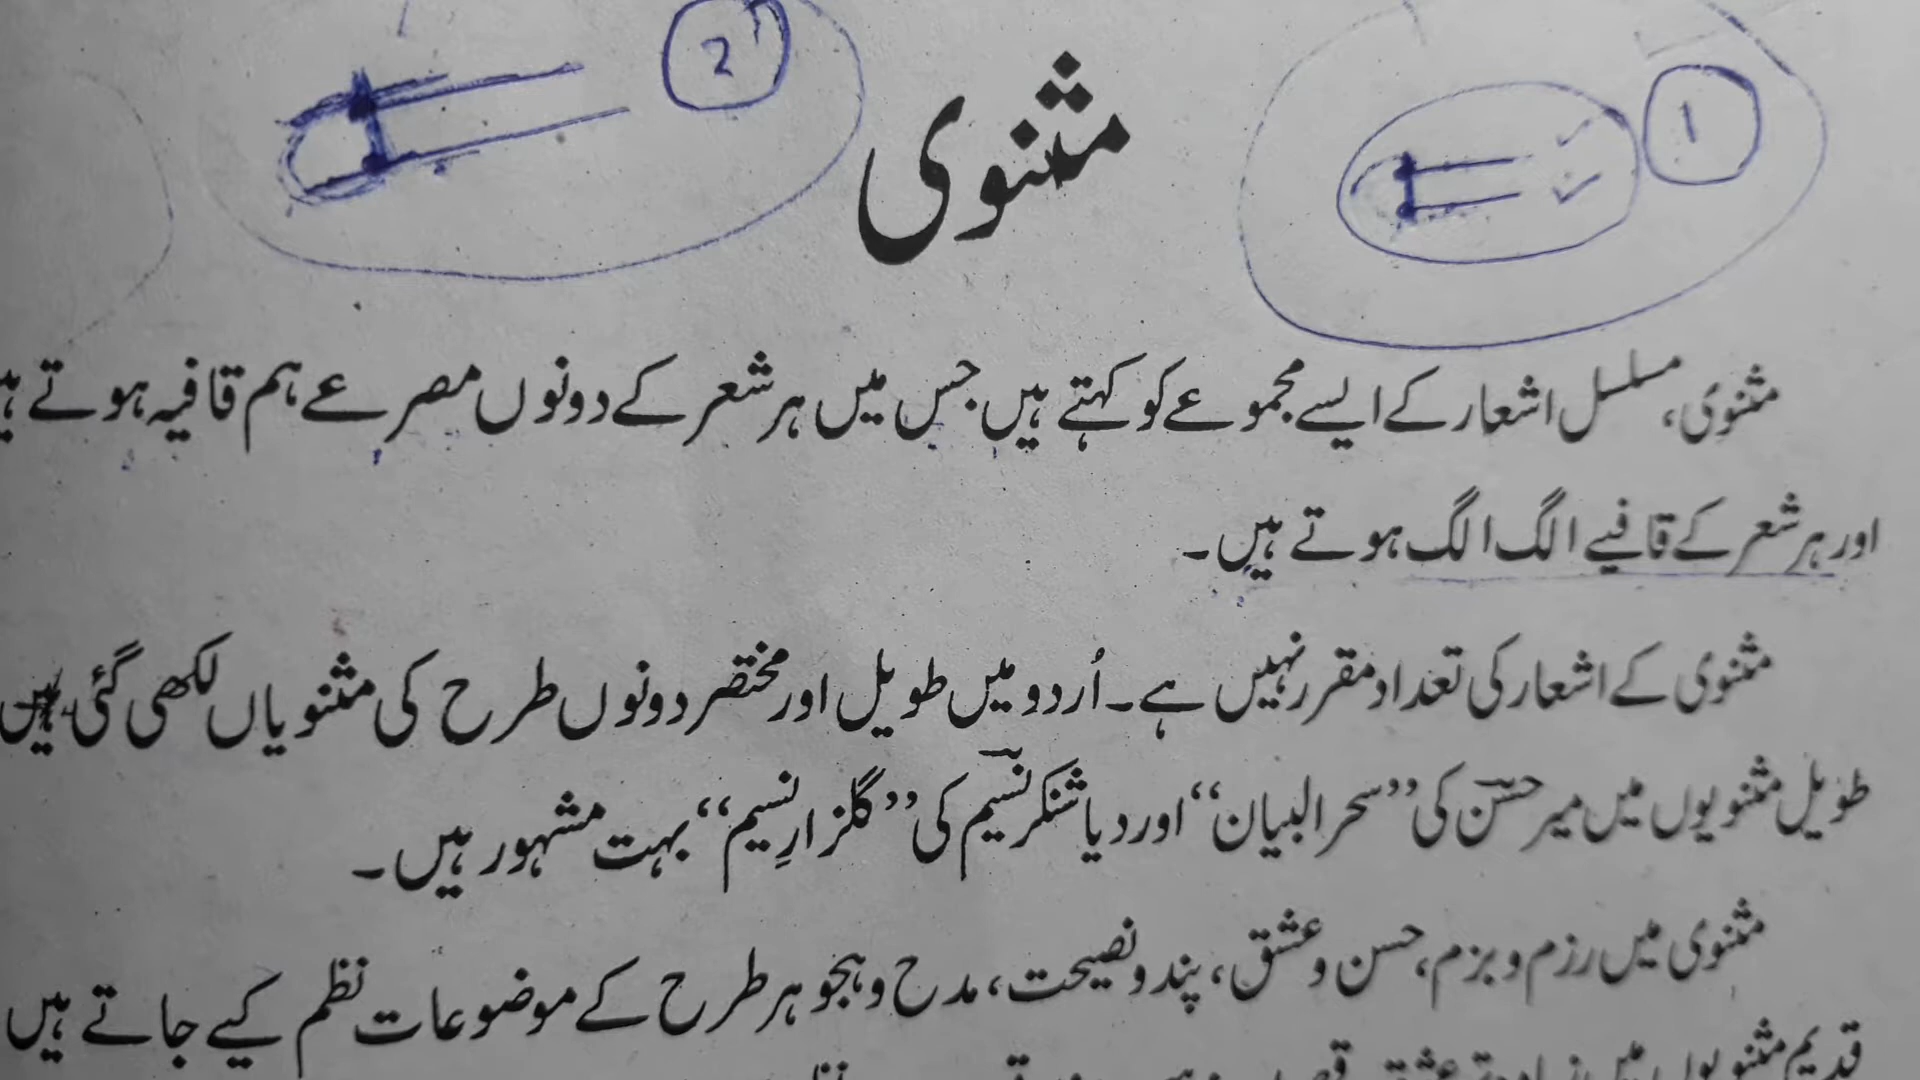 2
1
مثنوی
مثنوی، مسلسل اشعار کے ایسے مجموعے کو کہتے ہیں جس میں ہر شعر کے دونوں مصرعے ہم قافیہ ہوتے
اور ہر شعر کے قافیے الگ الگ ہوتے ہیں۔
مثنوی کے اشعار کی تعداد مقرر نہیں ہے۔ اُردو میں طویل اور مختصر دونوں طرح کی مثنویاں لکھی گئی ہیں
طویل مثنویوں میں میر حسنؔ کی ”سحر البیان“ اور دیا شنکر نسیمؔ کی ”گلزارِ نسیم“ بہت مشہور ہیں۔
مثنوی میں رزم و بزم، حسن و عشق، پند و نصیحت، مدح و ہجو ہر طرح کے موضوعات نظم کیے جاتے ہیں
قدیم مثنویوں میں